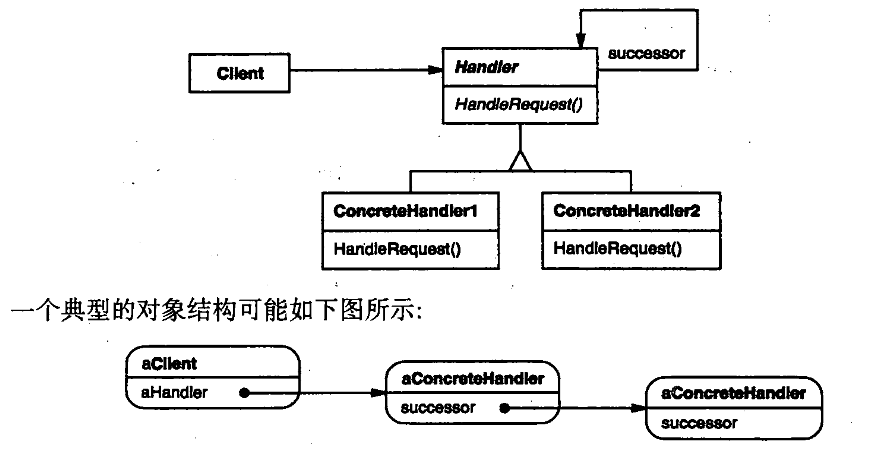 Client
Handler
successor
HandleRequest()
ConcreteHandler1
HandleRequest()
ConcreteHandler2
HandleRequest()
一个典型的对象结构可能如下图所示:
aClient
aHandler
aConcreteHandler
successor
aConcreteHandler
successor